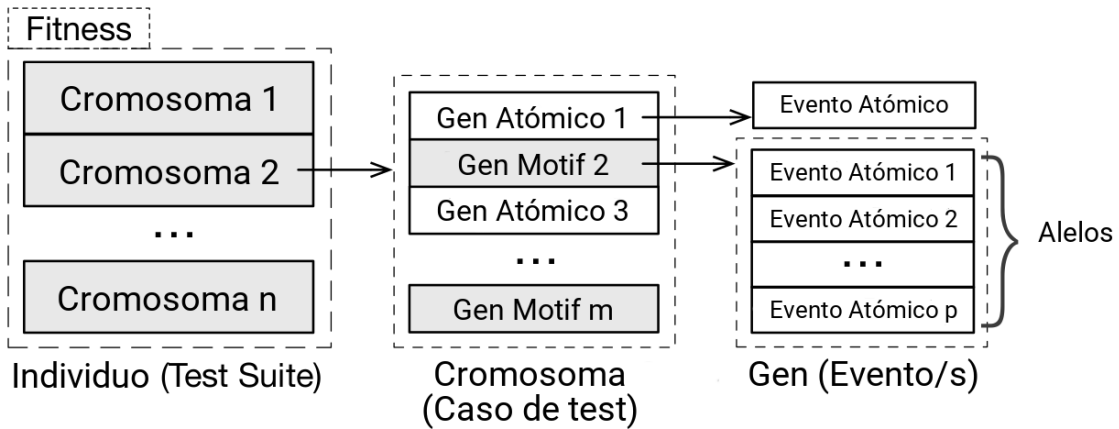 Fitness
Cromosoma 1
Cromosoma 2
...
Cromosoma n
Individuo (Test Suite)
Gen Atómico 1
Gen Motif 2
Gen Atómico 3
...
Gen Motif m
Cromosoma
(Caso de test)
Evento Atómico
Evento Atómico 1
Evento Atómico 2
...
Evento Atómico p
Alelos
Gen (Evento/s)